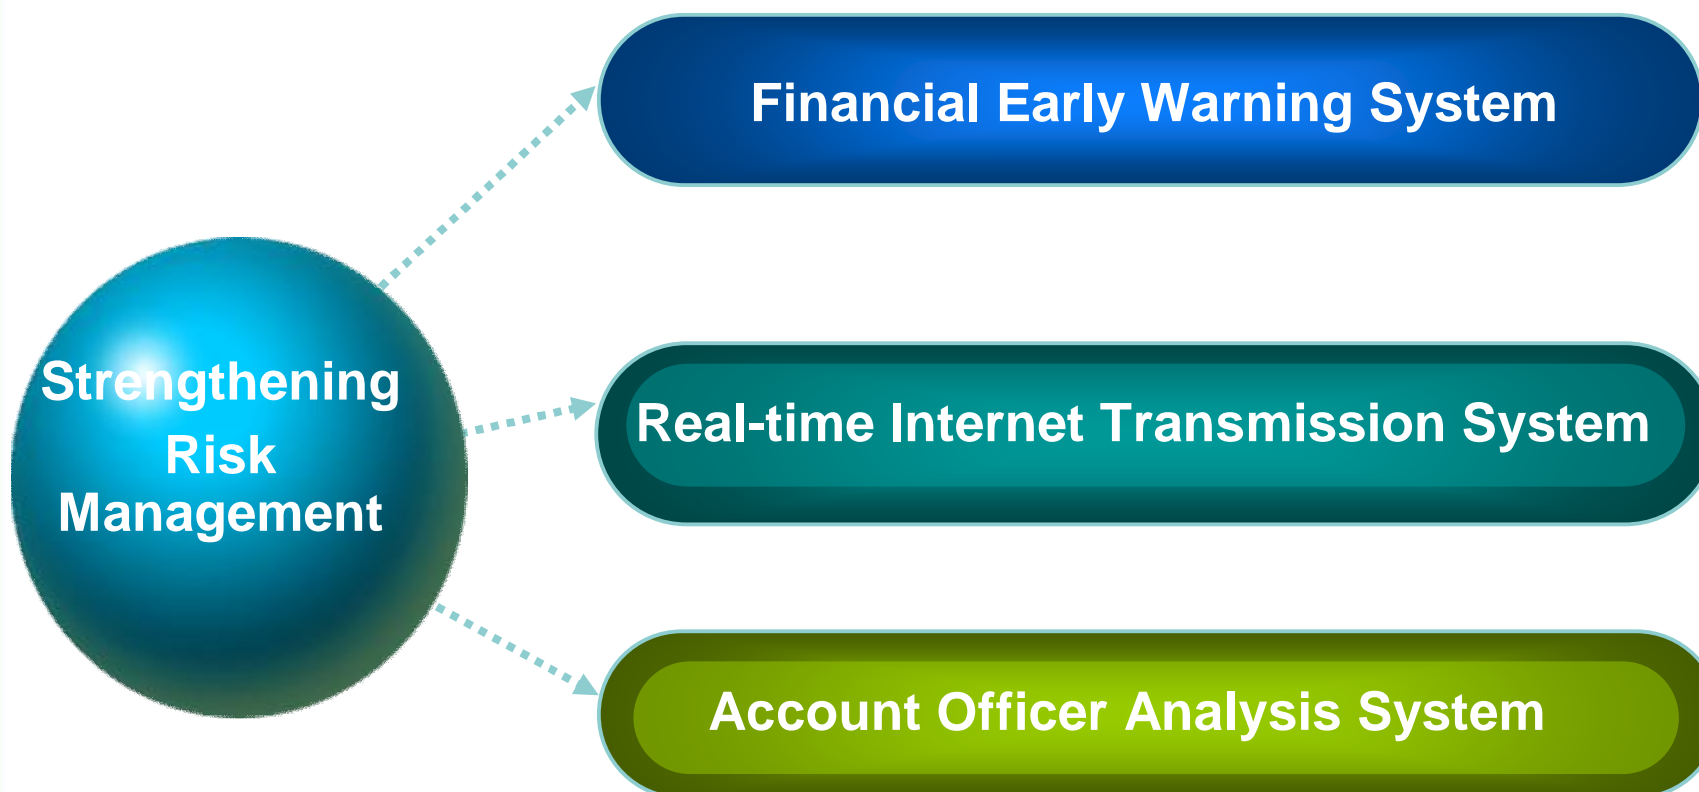 Financial Early Warning System
Strengthening
Risk
Management
Real-time Internet Transmission System
Account Officer Analysis System